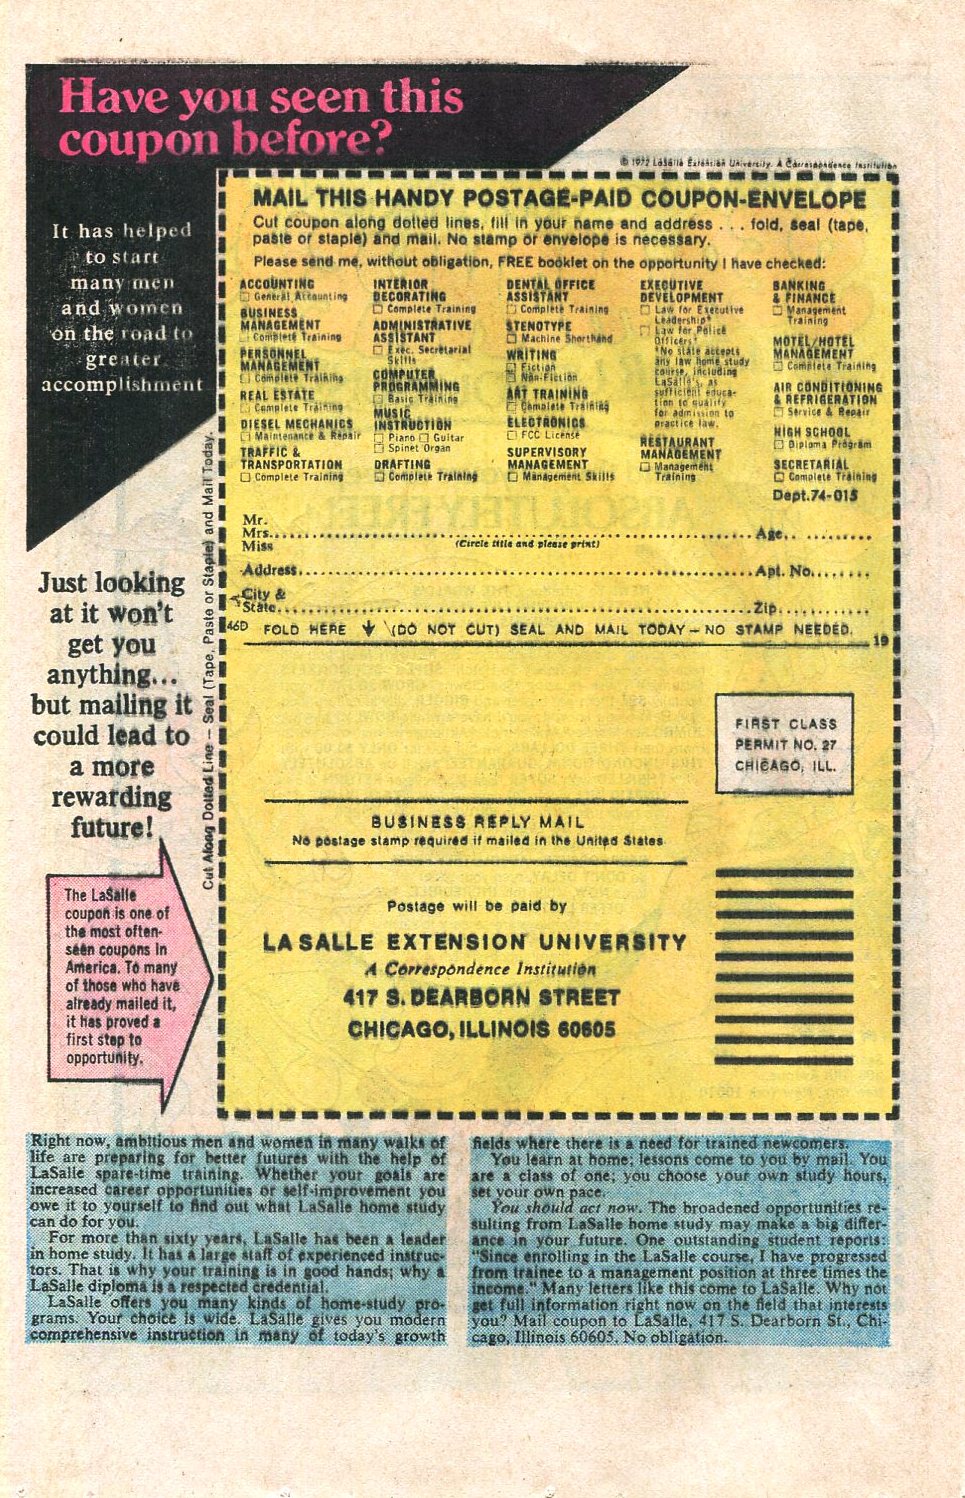 Have you seen this
coupon before?
© 1972 LaSalle Extension University. A Correspondence Institution
It has helped
to start
many men
and women
on the road to
greater
accomplishment
Just looking
at it won't
get you
anything...
but mailing it
could lead to
a more
rewarding
future!
The LaSalle
coupon is one of
the most often-
seen coupons in
America. To many
of those who have
already mailed it,
it has proved a
first step to
opportunity.
Cut Along Dotted Line – Seal (Tape, Paste or Staple) and Mail Today.
MAIL THIS HANDY POSTAGE-PAID COUPON-ENVELOPE
Cut coupon along dotted lines, fill in your name and address . . . fold, seal (tape,
paste or staple) and mail. No stamp or envelope is necessary.
Please send me, without obligation, FREE booklet on the opportunity I have checked:
ACCOUNTING
□ General Accounting
BUSINESS
MANAGEMENT
□ Complete Training
PERSONNEL
MANAGEMENT
□ Complete Training
REAL ESTATE
□ Complete Training
DIESEL MECHANICS
□ Maintenance & Repair
TRAFFIC &
TRANSPORTATION
□ Complete Training
INTERIOR
DECORATING
□ Complete Training
ADMINISTRATIVE
ASSISTANT
□ Exec. Secretarial
Skills
COMPUTER
PROGRAMMING
□ Basic Training
MUSIC
INSTRUCTION
□ Piano □ Guitar
□ Spinet Organ
DRAFTING
□ Complete Training
DENTAL OFFICE
ASSISTANT
□ Complete Training
STENOTYPE
□ Machine Shorthand
WRITING
□ Fiction
□ Non-Fiction
ART TRAINING
□ Complete Training
ELECTRONICS
□ FCC License
SUPERVISORY
MANAGEMENT
□ Management Skills
EXECUTIVE
DEVELOPMENT
□ Law for Executive
Leadership*
□ Law for Police
Officers*
*No state accepts
any law home study
course, including
LaSalle's, as
sufficient educa-
tion to qualify
for admission to
practice law.
RESTAURANT
MANAGEMENT
□ Management
Training
BANKING
& FINANCE
□ Management
Training
MOTEL/HOTEL
MANAGEMENT
□ Complete Training
AIR CONDITIONING
& REFRIGERATION
□ Service & Repair
HIGH SCHOOL
□ Diploma Program
SECRETARIAL
□ Complete Training
Dept.74-015
Mr.
Mrs.......... Age..........
Miss (Circle title and please print)
Address.......... Apt. No..........
City &
State.......... Zip..........
46D FOLD HERE ↓ (DO NOT CUT) SEAL AND MAIL TODAY – NO STAMP NEEDED.
19
FIRST CLASS
PERMIT NO. 27
CHICAGO, ILL.
BUSINESS REPLY MAIL
No postage stamp required if mailed in the United States
Postage will be paid by
LA SALLE EXTENSION UNIVERSITY
A Correspondence Institution
417 S. DEARBORN STREET
CHICAGO, ILLINOIS 60605
Right now, ambitious men and women in many walks of
life are preparing for better futures with the help of
LaSalle spare-time training. Whether your goals are
increased career opportunities or self-improvement you
owe it to yourself to find out what LaSalle home study
can do for you.
For more than sixty years, LaSalle has been a leader
in home study. It has a large staff of experienced instruc-
tors. That is why your training is in good hands; why a
LaSalle diploma is a respected credential.
LaSalle offers you many kinds of home-study pro-
grams. Your choice is wide. LaSalle gives you modern
comprehensive instruction in many of today's growth
fields where there is a need for trained newcomers.
You learn at home; lessons come to you by mail. You
are a class of one; you choose your own study hours,
set your own pace.
You should act now. The broadened opportunities re-
sulting from LaSalle home study may make a big differ-
ance in your future. One outstanding student reports:
"Since enrolling in the LaSalle course, I have progressed
from trainee to a management position at three times the
income." Many letters like this come to LaSalle. Why not
get full information right now on the field that interests
you? Mail coupon to LaSalle, 417 S. Dearborn St., Chi-
cago, Illinois 60605. No obligation.